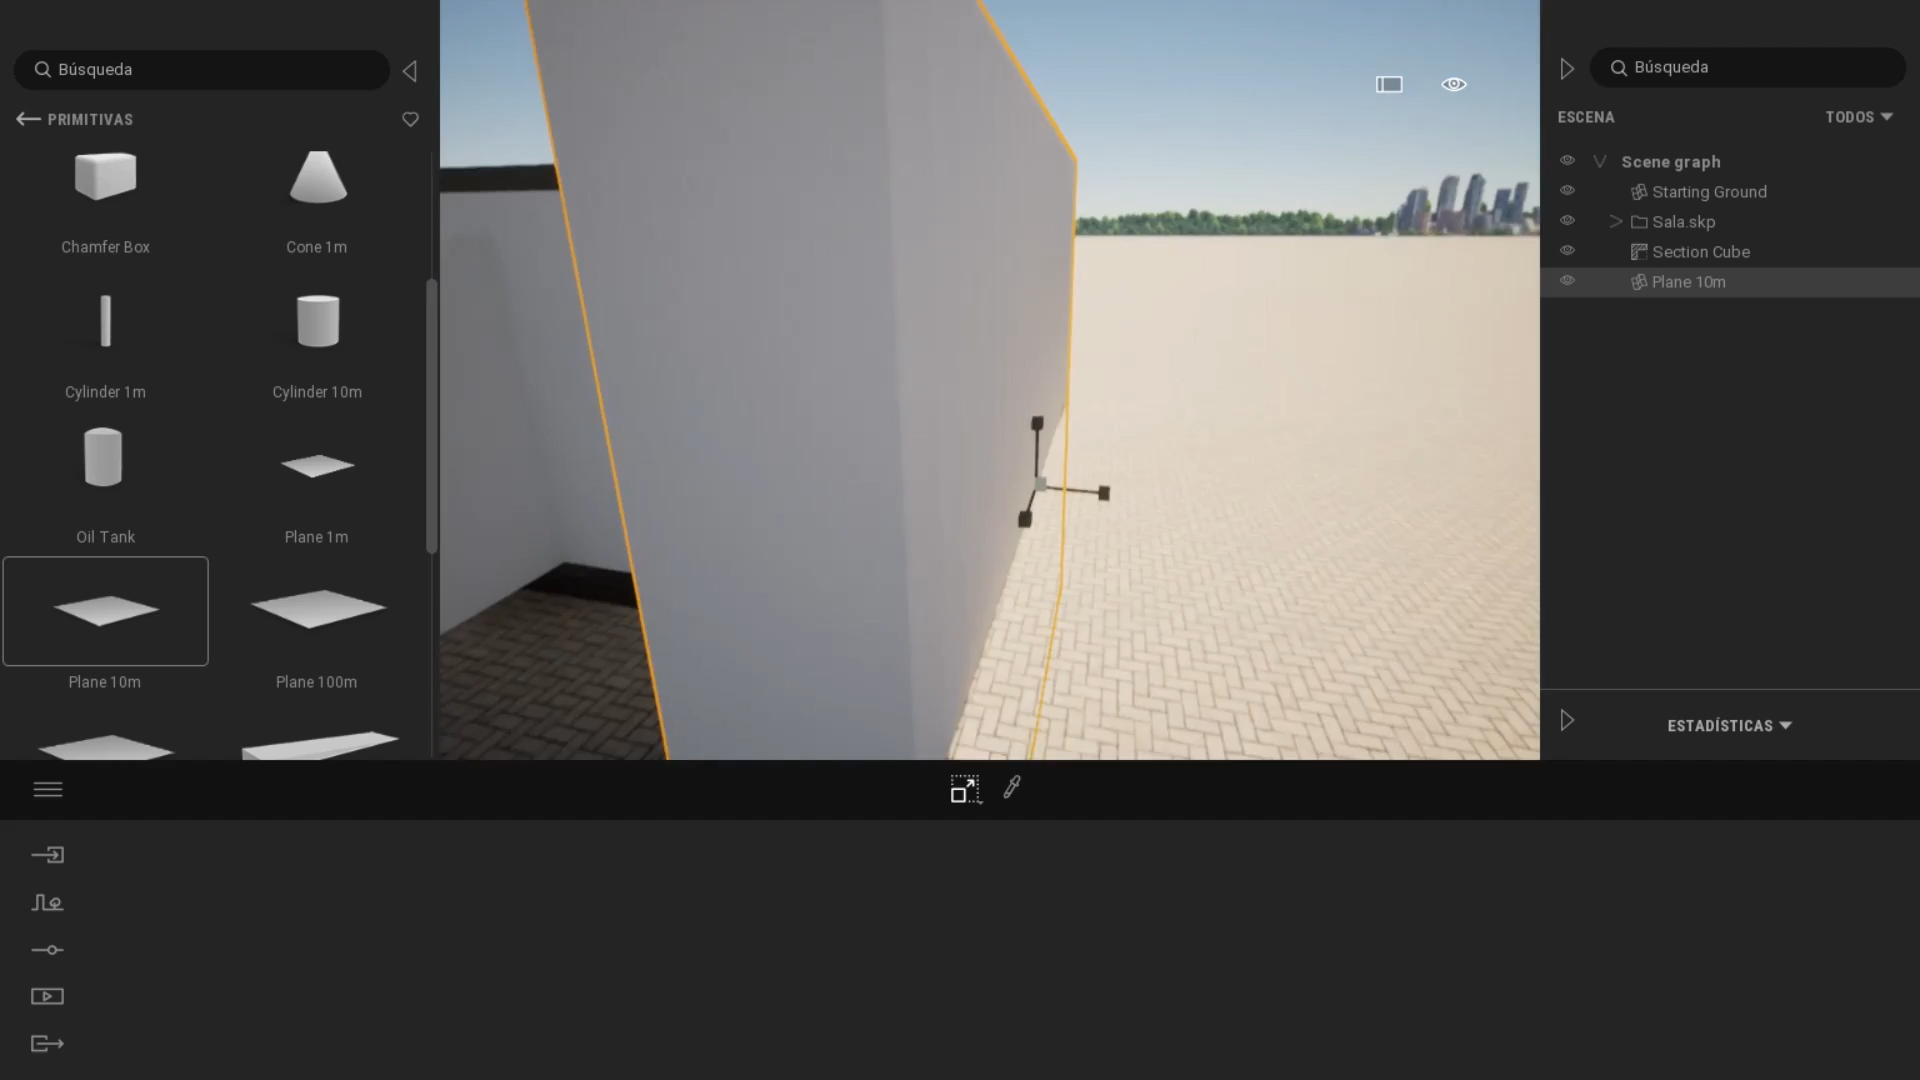 Búsqueda
PRIMITIVAS
Chamfer Box
Cone 1m
Cylinder 1m
Cylinder 10m
Oil Tank
Plane 1m
Plane 10m
Plane 100m
Búsqueda
ESCENA
TODOS
Scene graph
Starting Ground
Sala.skp
Section Cube
Plane 10m
ESTADÍSTICAS